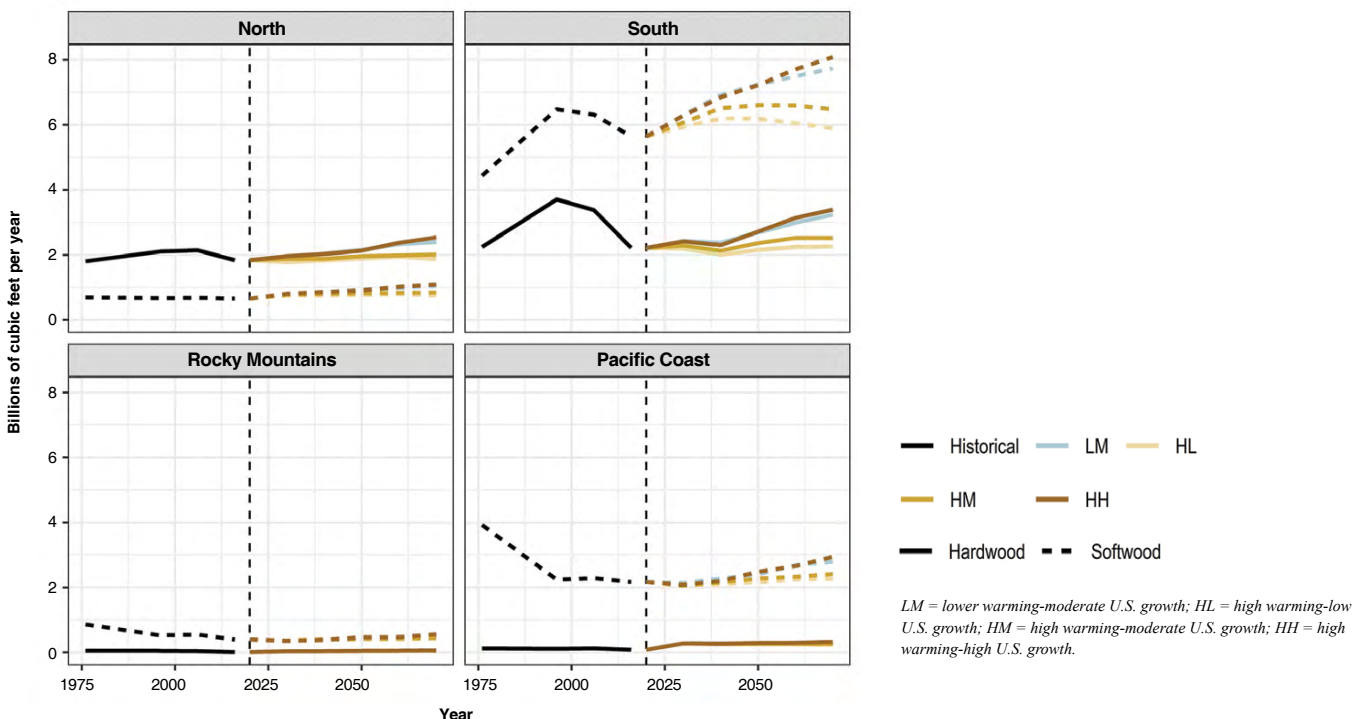 North
South
8
6
4
2
0
Rocky Mountains
Pacific Coast
8
6
4
2
0
1975
2000
2025
2050
1975
2000
2025
2050
Billions of cubic feet per year
Year
Historical
LM
HL
HM
HH
Hardwood
Softwood
LM = lower warming-moderate U.S. growth; HL = high warming-low
U.S. growth; HM = high warming-moderate U.S. growth; HH = high
warming-high U.S. growth.